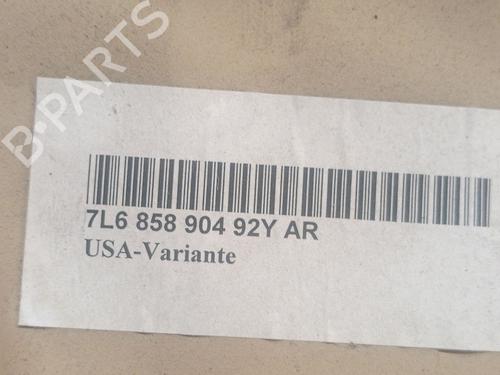 B-PARTS
7L6 858 904 92Y AR
USA-Variante